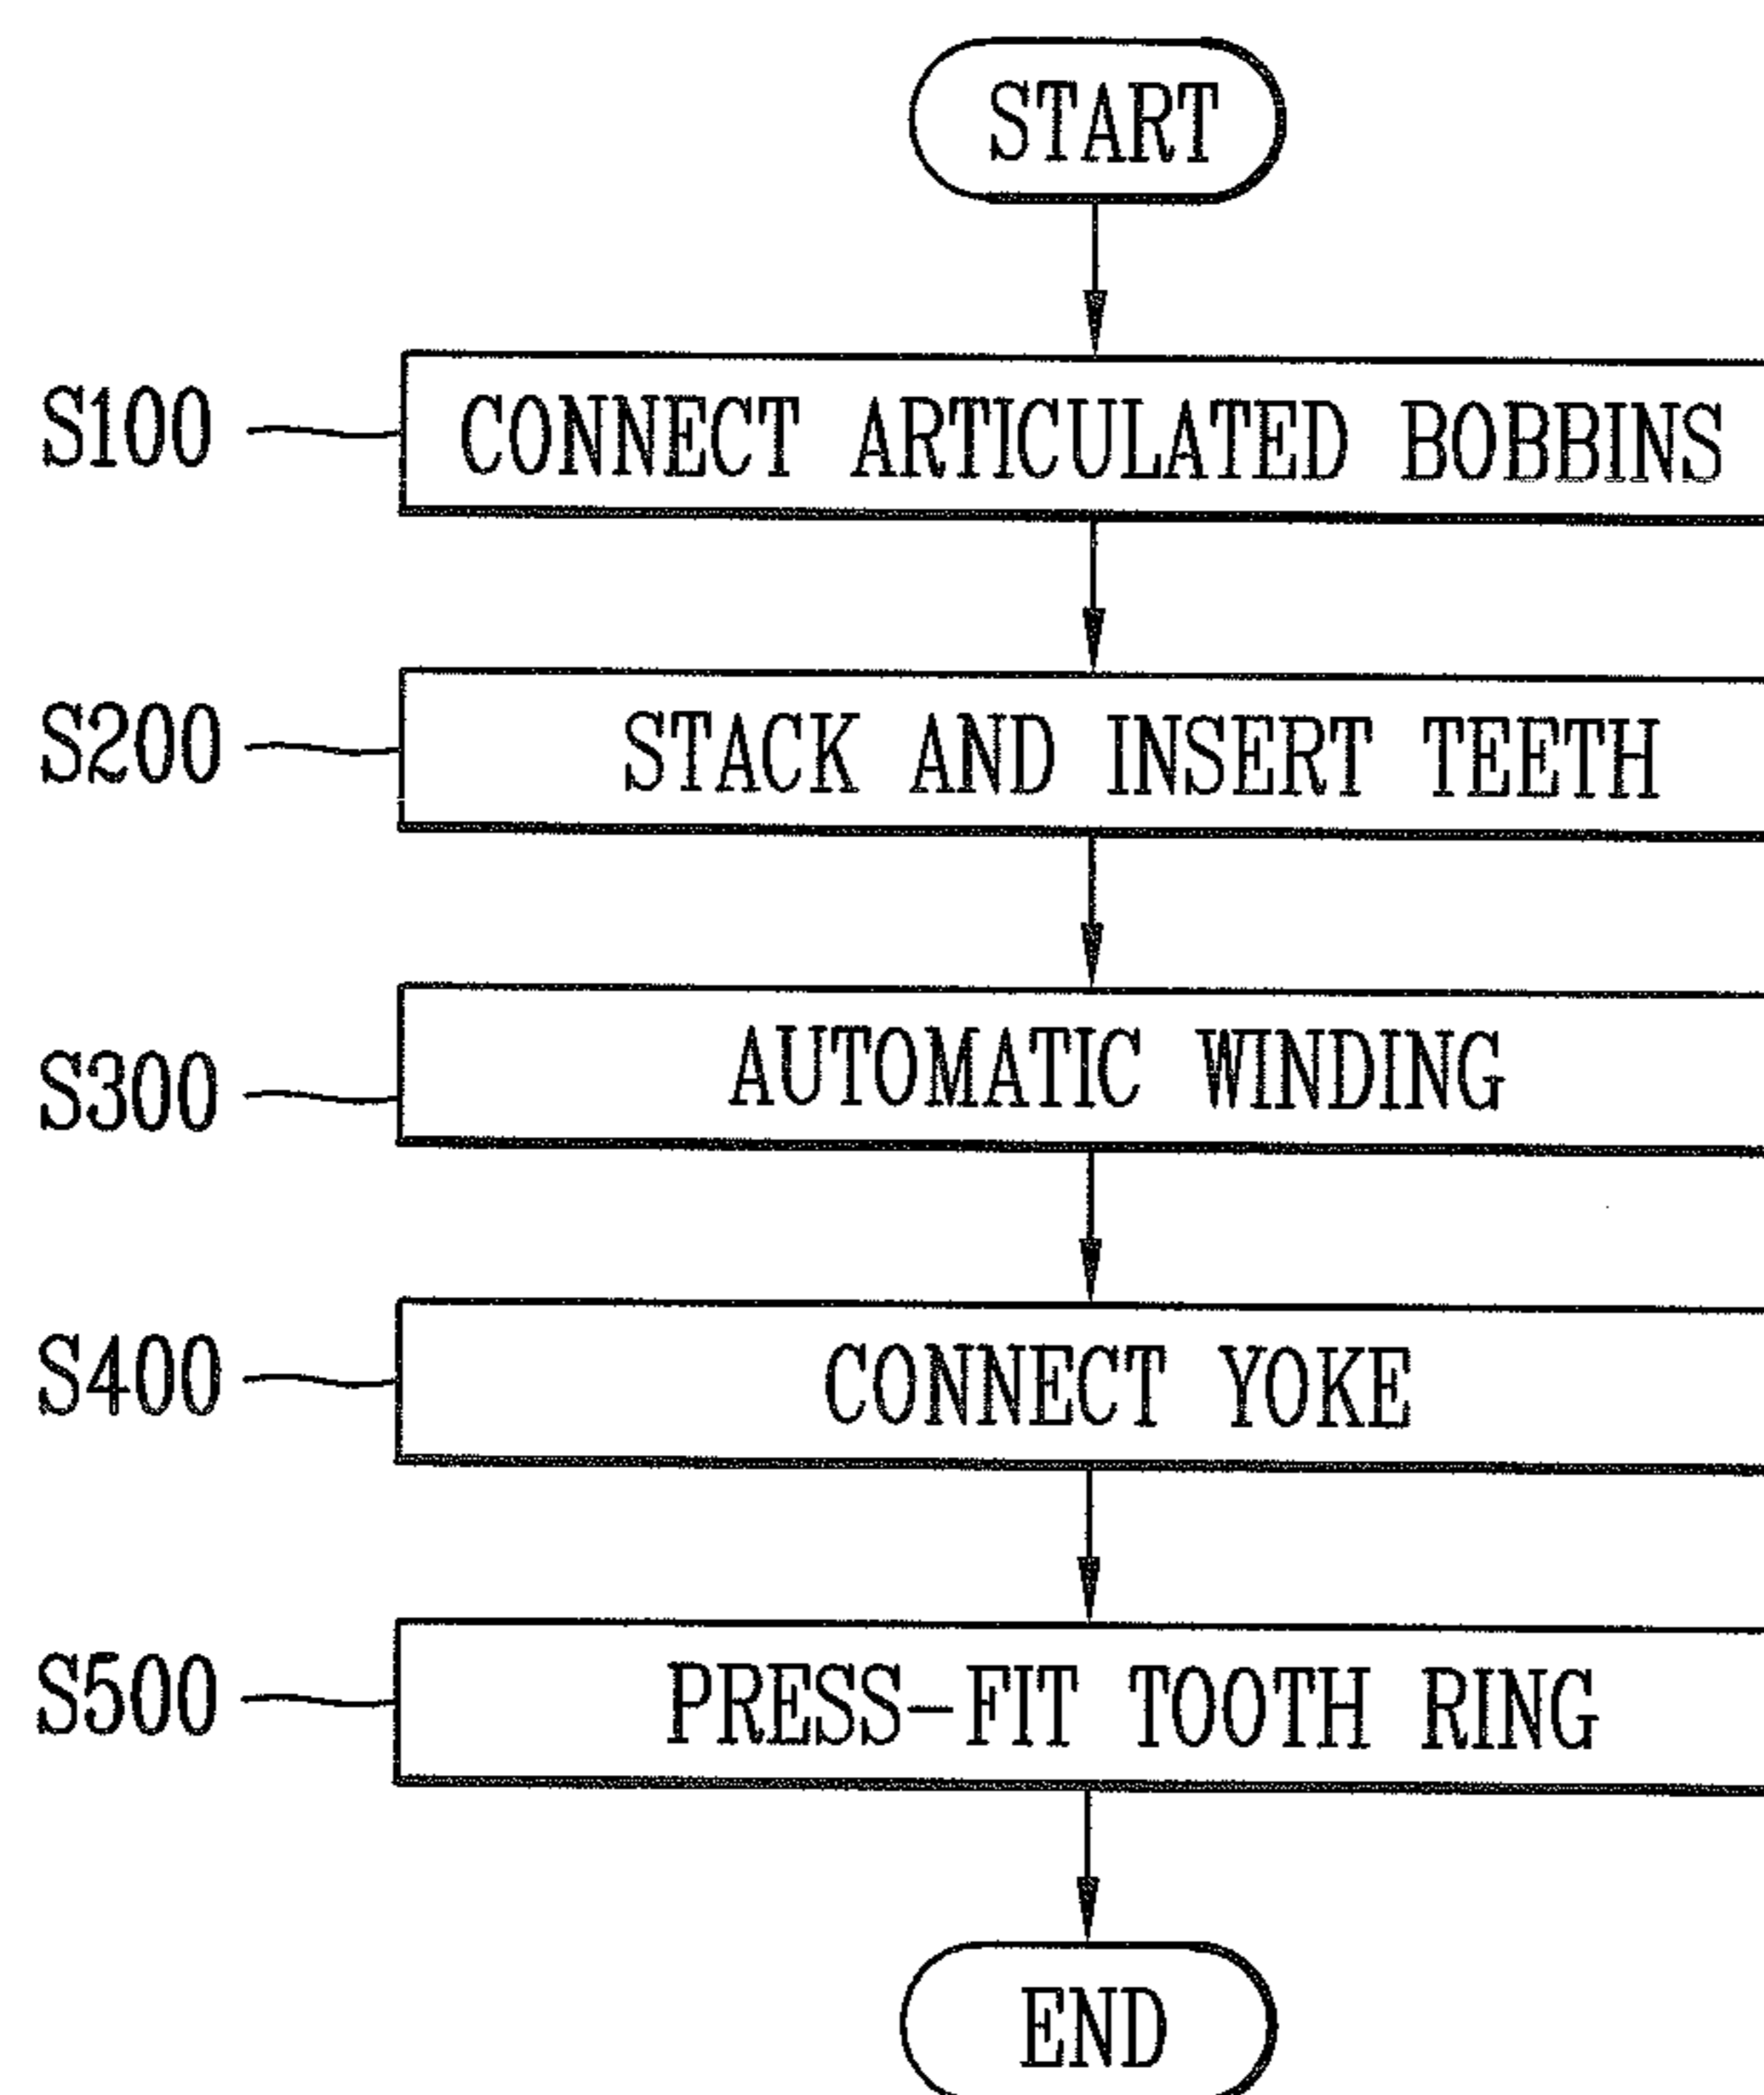 START
S100 CONNECT ARTICULATED BOBBINS
S200 STACK AND INSERT TEETH
S300 AUTOMATIC WINDING
S400 CONNECT YOKE
S500 PRESS-FIT TOOTH RING
END